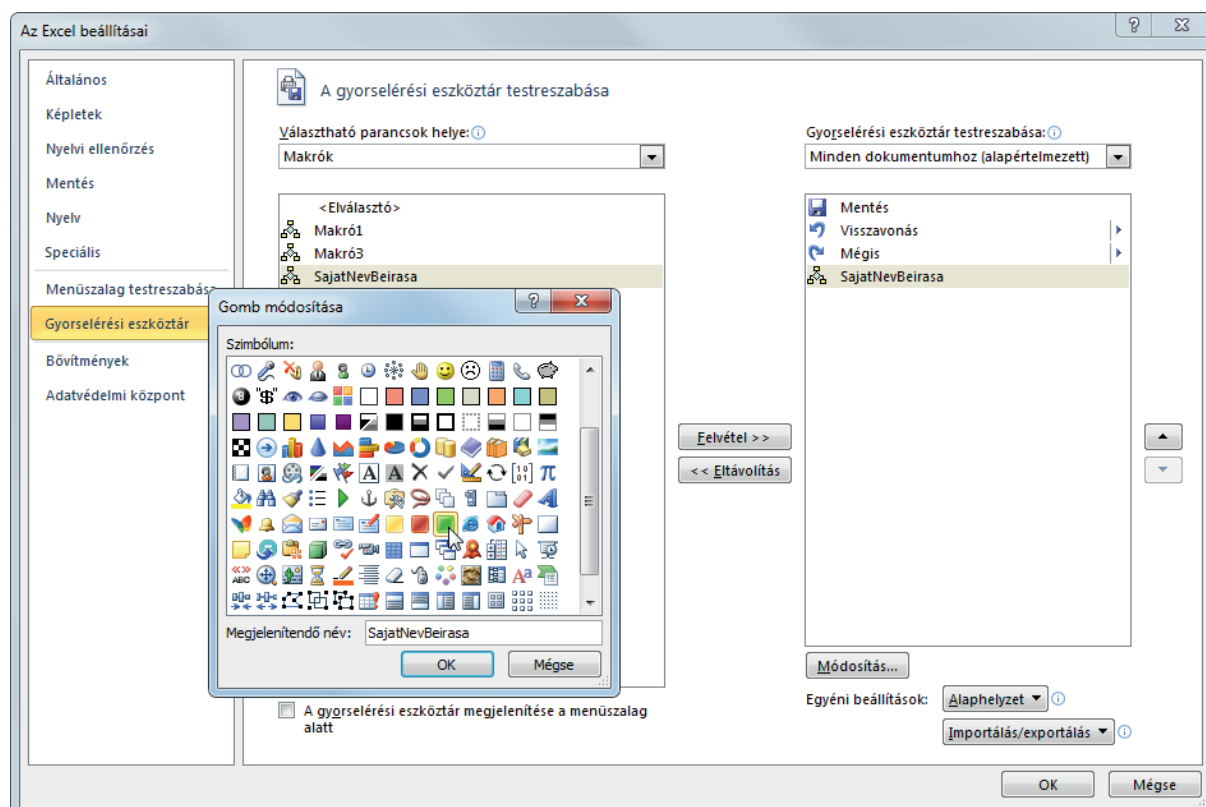 Az Excel beállításai
Általános
Képletek
Nyelvi ellenőrzés
Mentés
Nyelv
Speciális
Menüszalag testreszabása
Gyorselérési eszköztár
Bővítmények
Adatvédelmi központ
A gyorselérési eszköztár testreszabása
Választható parancsok helye:
Makrók
<Elválasztó>
Makró1
Makró3
SajatNevBeirasa
Gomb módosítása
Szimbólum:
Megjelenítendő név: SajatNevBeirasa
OK Mégse
A gyorselérési eszköztár megjelenítése a menüszalag
alatt
Felvétel >>
<< Eltávolítás
Gyorselérési eszköztár testreszabása:
Minden dokumentumhoz (alapértelmezett)
Mentés
Visszavonás
Mégis
SajatNevBeirasa
Módosítás...
Egyéni beállítások: Alaphelyzet
Importálás/exportálás
OK Mégse